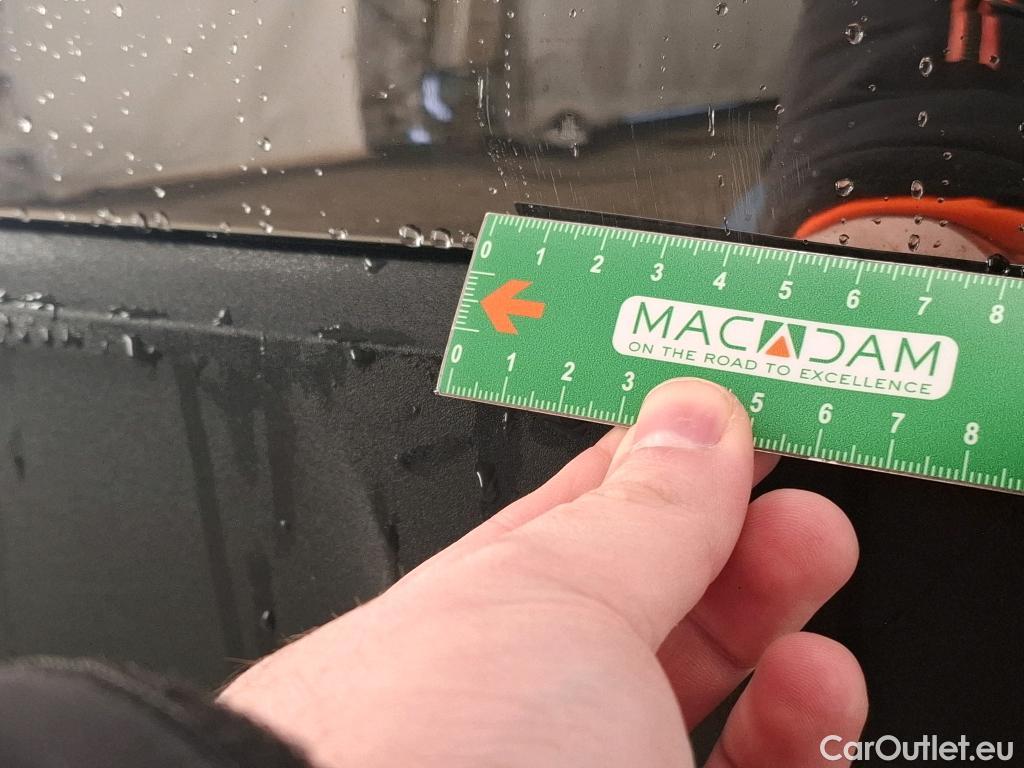 0 1 2 3 4 5 6 7 8
MACADAM
ON THE ROAD TO EXCELLENCE
0 1 2 3 5 6 7 8
CarOutlet.eu